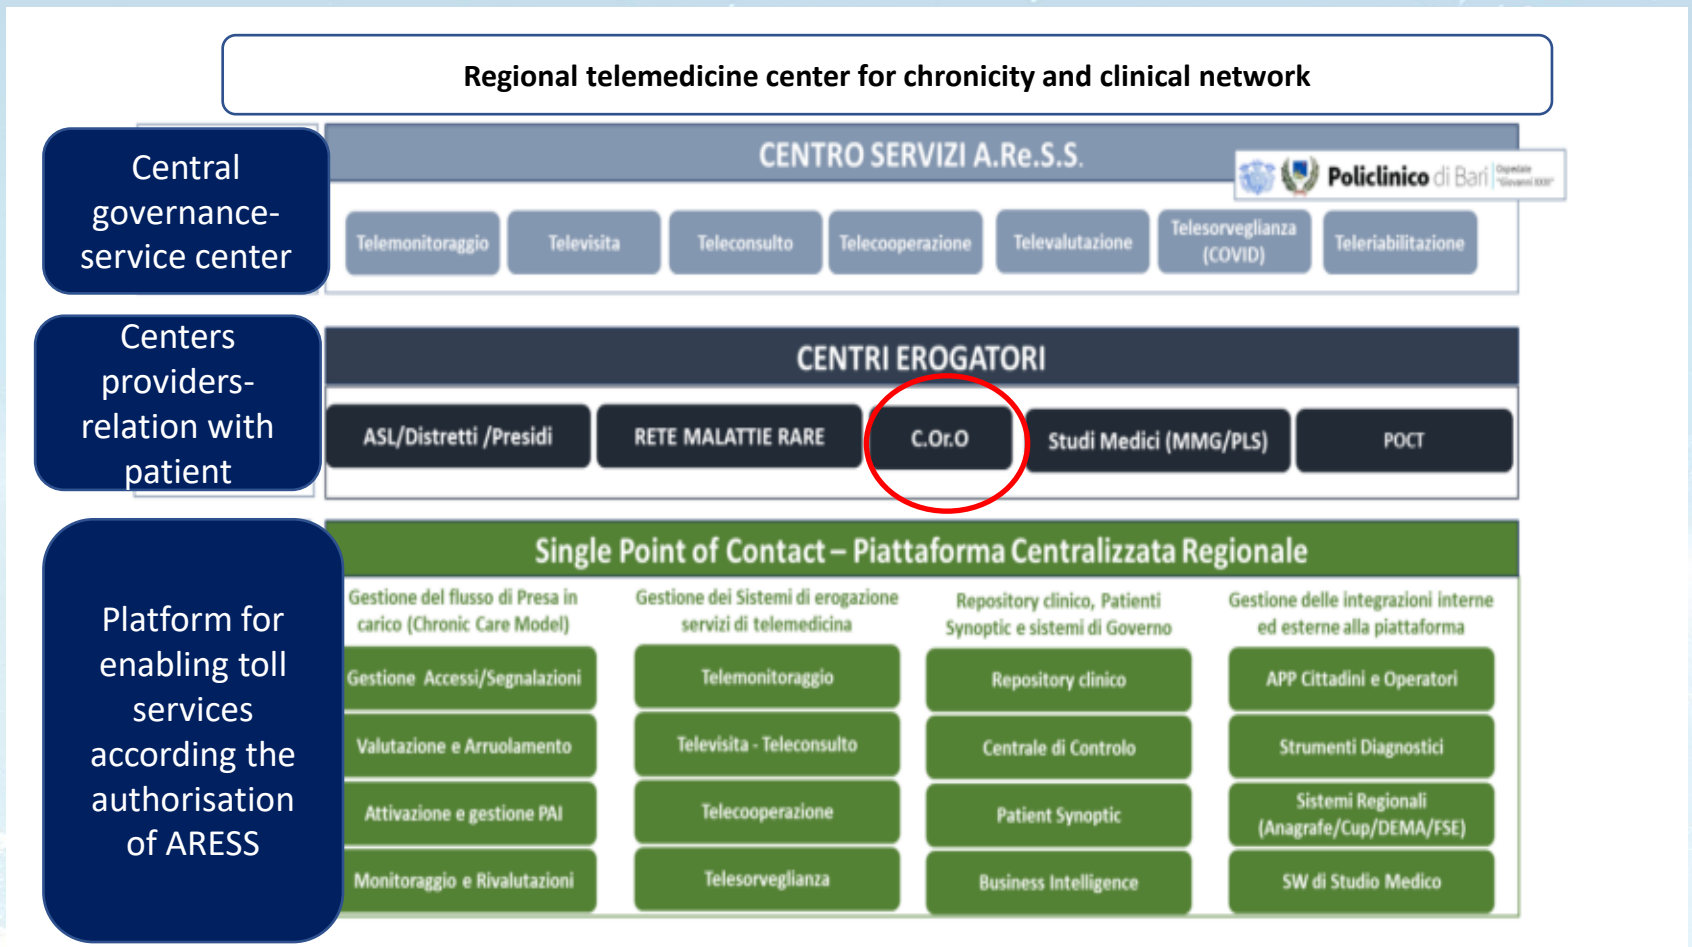 Regional telemedicine center for chronicity and clinical network
Central
governance-
service center
CENTRO SERVIZI A.Re.S.S.
Policlinico di Bari
Ospedale
"Giovanni XXIII"
Telemonitoraggio
Televisita
Teleconsulto
Telecooperazione
Televalutazione
Telesorveglianza
(COVID)
Teleriabilitazione
Centers
providers-
relation with
patient
CENTRI EROGATORI
ASL/Distretti /Presidi
RETE MALATTIE RARE
C.Or.O
Studi Medici (MMG/PLS)
POCT
Platform for
enabling toll
services
according the
authorisation
of ARESS
Single Point of Contact – Piattaforma Centralizzata Regionale
Gestione del flusso di Presa in
carico (Chronic Care Model)
Gestione Accessi/Segnalazioni
Valutazione e Arruolamento
Attivazione e gestione PAI
Monitoraggio e Rivalutazioni
Gestione dei Sistemi di erogazione
servizi di telemedicina
Telemonitoraggio
Televisita - Teleconsulto
Telecooperazione
Telesorveglianza
Repository clinico, Patienti
Synoptic e sistemi di Governo
Repository clinico
Centrale di Controlo
Patient Synoptic
Business Intelligence
Gestione delle integrazioni interne
ed esterne alla piattaforma
APP Cittadini e Operatori
Strumenti Diagnostici
Sistemi Regionali
(Anagrafe/Cup/DEMA/FSE)
SW di Studio Medico